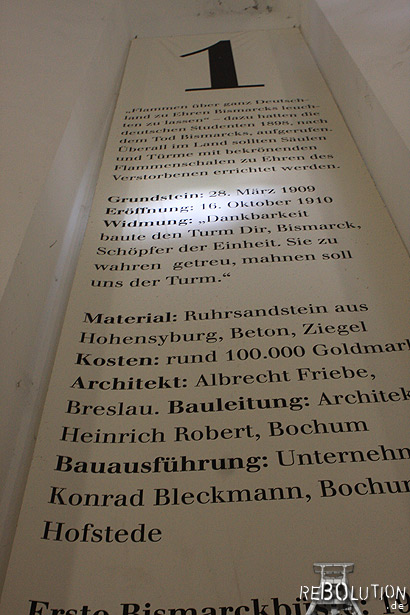 1
„Flammen über ganz Deutsch-
land zu Ehren Bismarcks leuch-
ten zu lassen“ – dazu hatten die
deutschen Studenten 1898, nach
dem Tod Bismarcks, aufgerufen.
Überall im Land sollten Säulen
und Türme mit bekrönenden
Flammenschalen zu Ehren des
Verstorbenen errichtet werden.
Grundstein: 28. März 1909
Eröffnung: 16. Oktober 1910
Widmung: „Dankbarkeit
baute den Turm Dir, Bismarck,
Schöpfer der Einheit. Sie zu
wahren getreu, mahnen soll
uns der Turm.“
Material: Ruhrsandstein aus
Hohensyburg, Beton, Ziegel
Kosten: rund 100.000 Goldmark
Architekt: Albrecht Friebe,
Breslau. Bauleitung: Architek
Heinrich Robert, Bochum
Bauausführung: Unternehm
Konrad Bleckmann, Bochum
Hofstede
Erste
REBOLUTION
.de